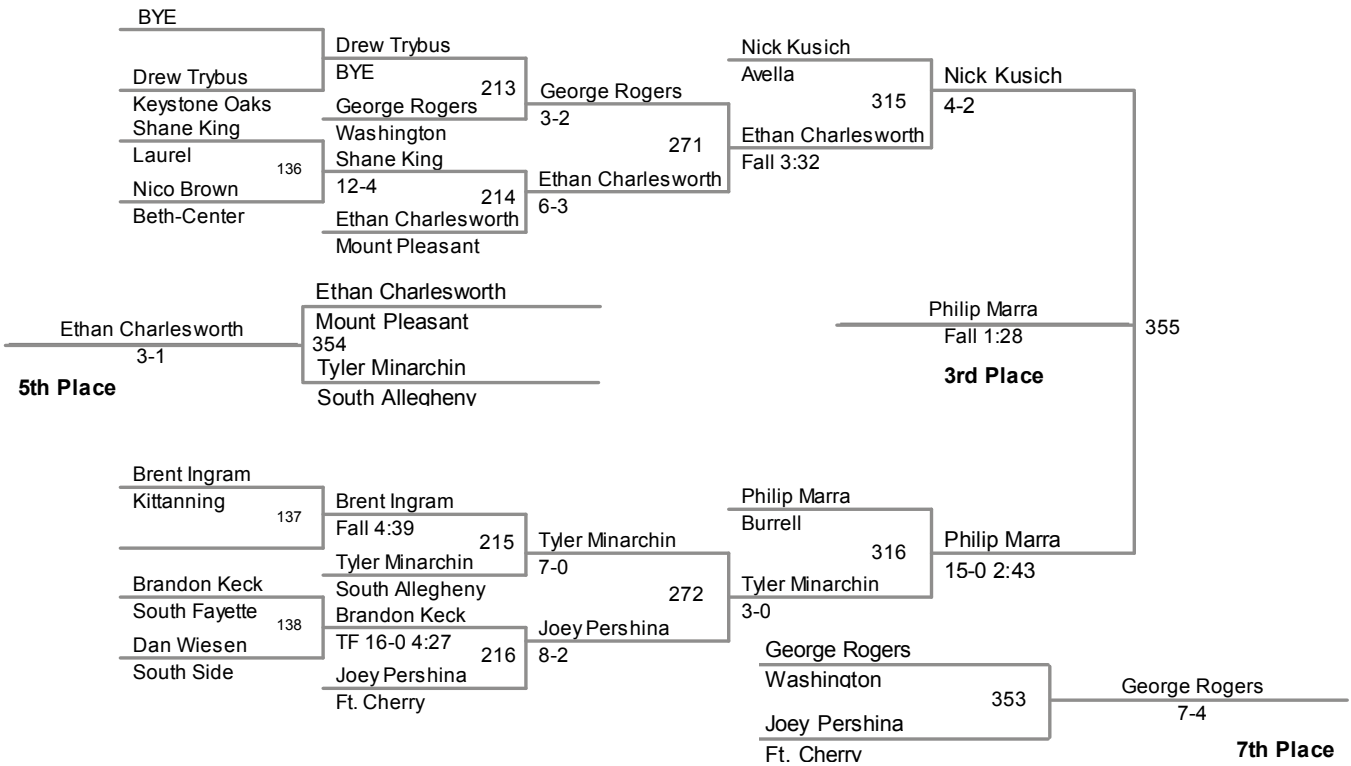 BYE
Drew Trybus
Keystone Oaks
Shane King
Laurel
136
Nico Brown
Beth-Center
Drew Trybus
BYE
213
George Rogers
Washington
Shane King
12-4
214
Ethan Charlesworth
Mount Pleasant
George Rogers
3-2
271
Ethan Charlesworth
6-3
Nick Kusich
Avella
315
Ethan Charlesworth
Fall 3:32
Nick Kusich
4-2
Ethan Charlesworth
3-1
5th Place
Ethan Charlesworth
Mount Pleasant
354
Tyler Minarchin
South Allegheny
Philip Marra
Fall 1:28
3rd Place
355
Brent Ingram
Kittanning
137
Brandon Keck
South Fayette
138
Dan Wiesen
South Side
Brent Ingram
Fall 4:39
215
Tyler Minarchin
South Allegheny
Brandon Keck
TF 16-0 4:27
216
Joey Pershina
Ft. Cherry
Tyler Minarchin
7-0
272
Joey Pershina
8-2
Philip Marra
Burrell
316
Tyler Minarchin
3-0
Philip Marra
15-0 2:43
George Rogers
Washington
353
Joey Pershina
Ft. Cherry
George Rogers
7-4
7th Place